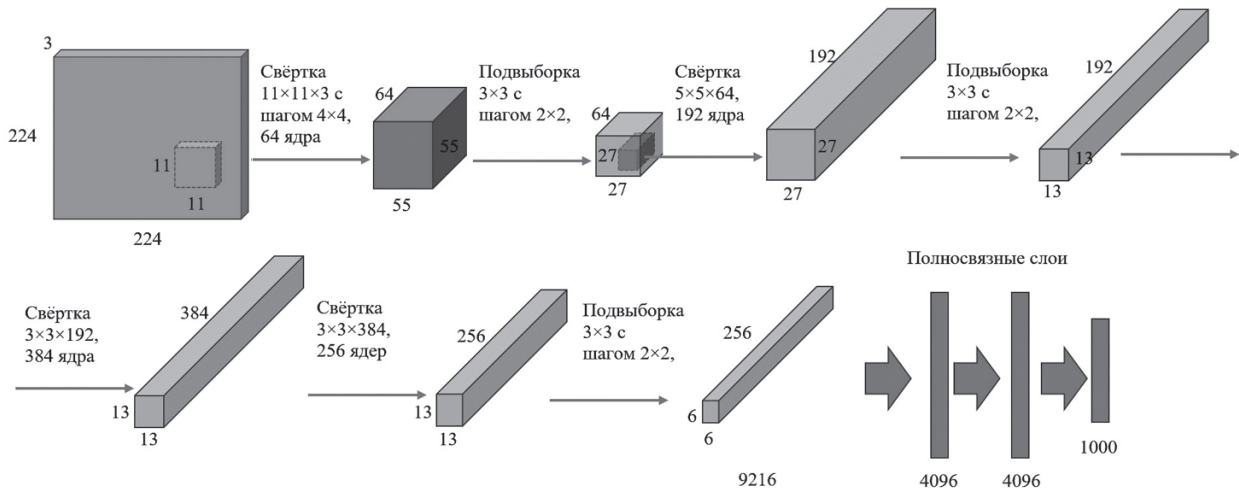 3
224
11
11
224
Свёртка
11×11×3 с
шагом 4×4,
64 ядра
64
55
55
Подвыборка
3×3 с
шагом 2×2,
64
27
27
Свёртка
5×5×64,
192 ядра
192
27
27
Подвыборка
3×3 с
шагом 2×2,
192
13
13
Свёртка
3×3×192,
384 ядра
384
13
13
Свёртка
3×3×384,
256 ядер
256
13
13
Подвыборка
3×3 с
шагом 2×2,
256
6
6
9216
Полносвязные слои
4096
4096
1000